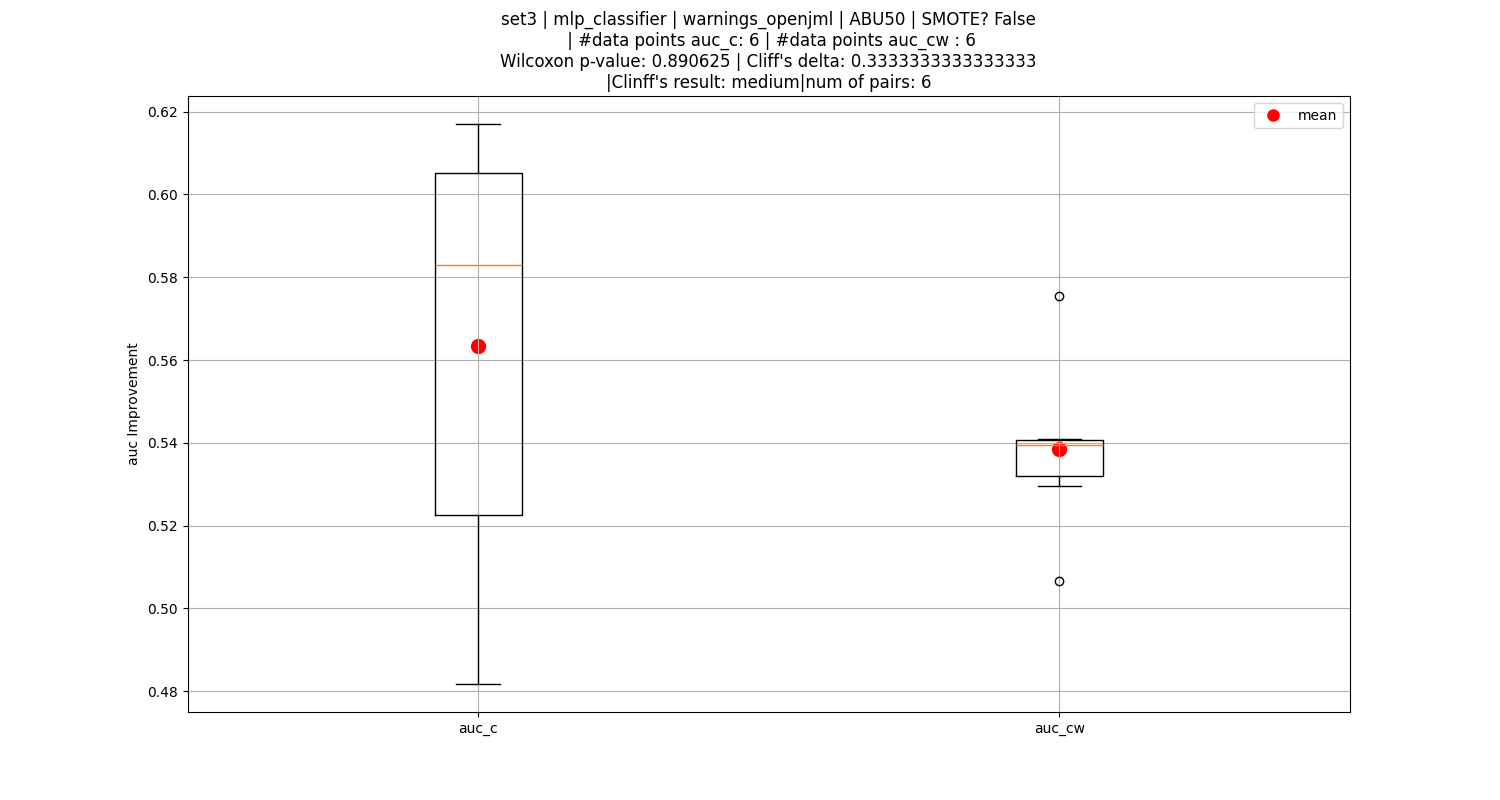 set3 | mlp_classifier | warnings_openjml | ABU50 | SMOTE? False
| #data points auc_c: 6 | #data points auc_cw : 6
Wilcoxon p-value: 0.890625 | Cliff's delta: 0.3333333333333333
|Clinff's result: medium|num of pairs: 6
mean
0.62
0.60
0.58
0.56
0.54
0.52
0.50
0.48
auc Improvement
auc_c
auc_cw